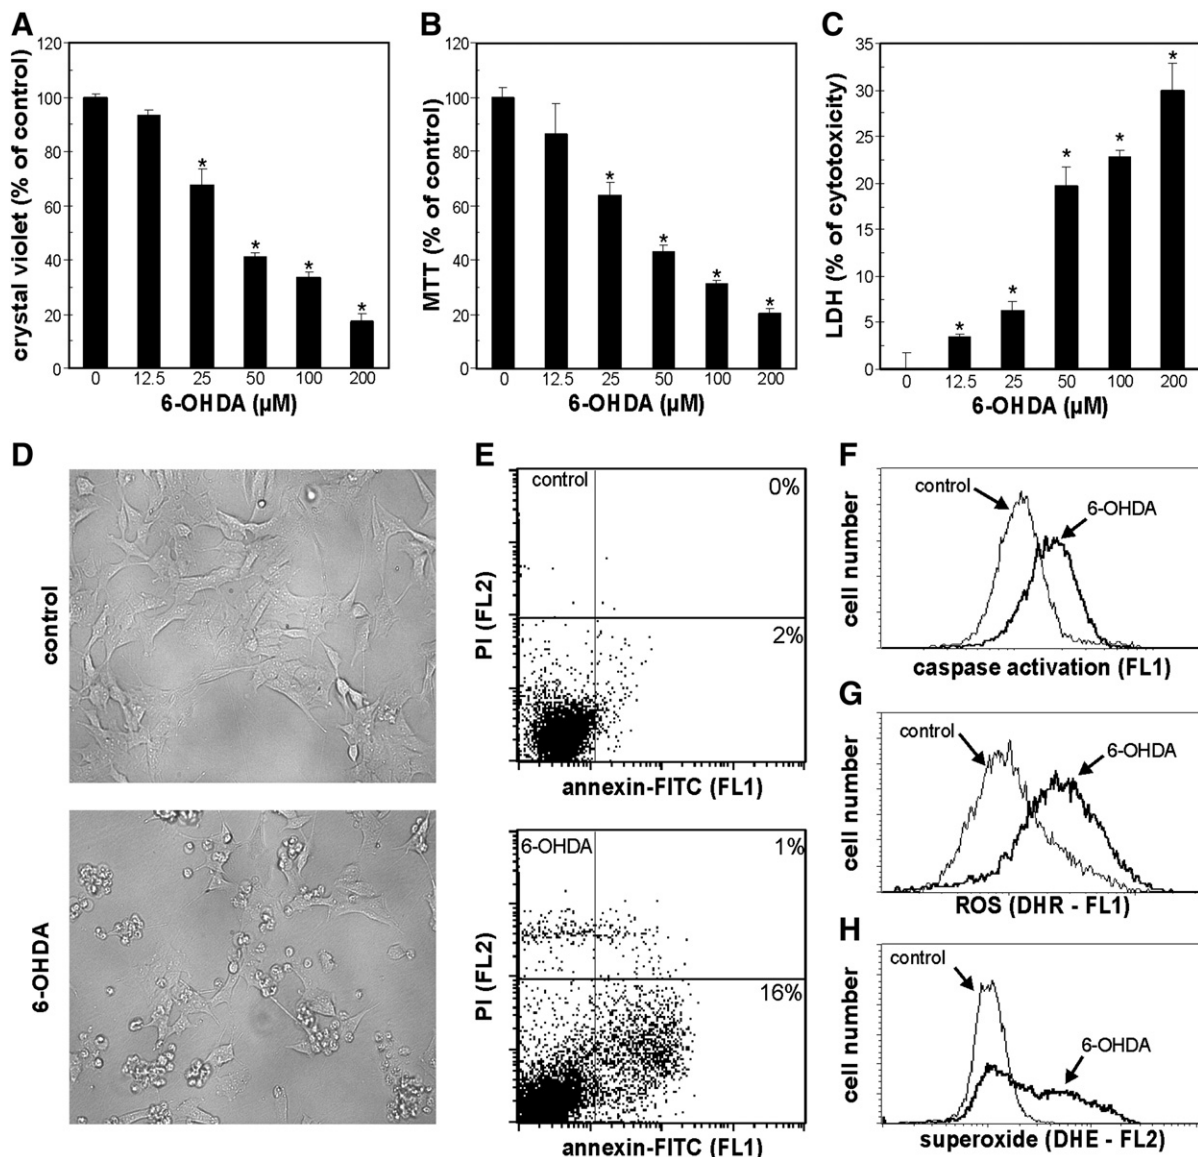 A
crystal violet (% of control)
120
100
80
60
40
20
0
* * * *
0 12.5 25 50 100 200
6-OHDA (µM)
B
MTT (% of control)
120
100
80
60
40
20
0
* * * *
0 12.5 25 50 100 200
6-OHDA (µM)
C
LDH (% of cytotoxicity)
35
30
25
20
15
10
5
0
* * * * *
0 12.5 25 50 100 200
6-OHDA (µM)
D
control
6-OHDA
E
control
0%
2%
PI (FL2)
annexin-FITC (FL1)
6-OHDA
1%
16%
PI (FL2)
annexin-FITC (FL1)
F
control
6-OHDA
cell number
caspase activation (FL1)
G
control
6-OHDA
cell number
ROS (DHR - FL1)
H
control
6-OHDA
cell number
superoxide (DHE - FL2)